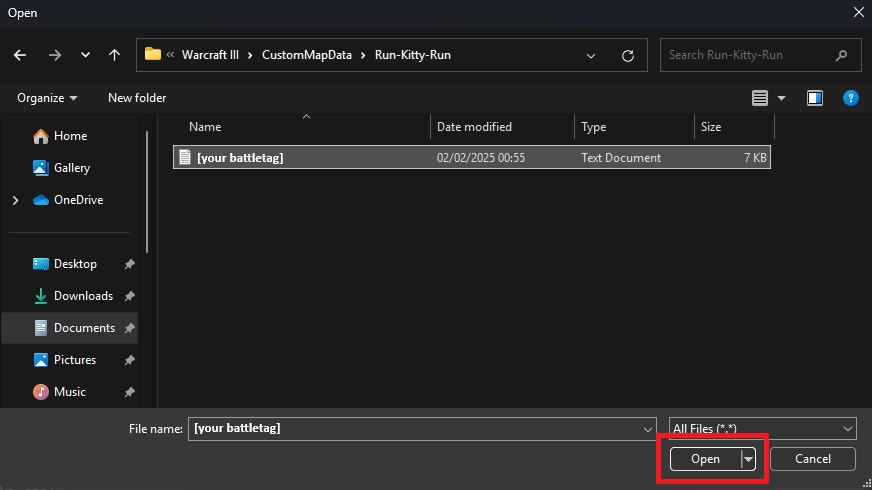 Open
Warcraft III > CustomMapData > Run-Kitty-Run
Search Run-Kitty-Run
Organize
New folder
Name
Date modified
Type
Size
Home
Gallery
OneDrive
Desktop
Downloads
Documents
Pictures
Music
[your battletag]
02/02/2025 00:55
Text Document
7 KB
File name:
[your battletag]
All Files (*.*)
Open
Cancel